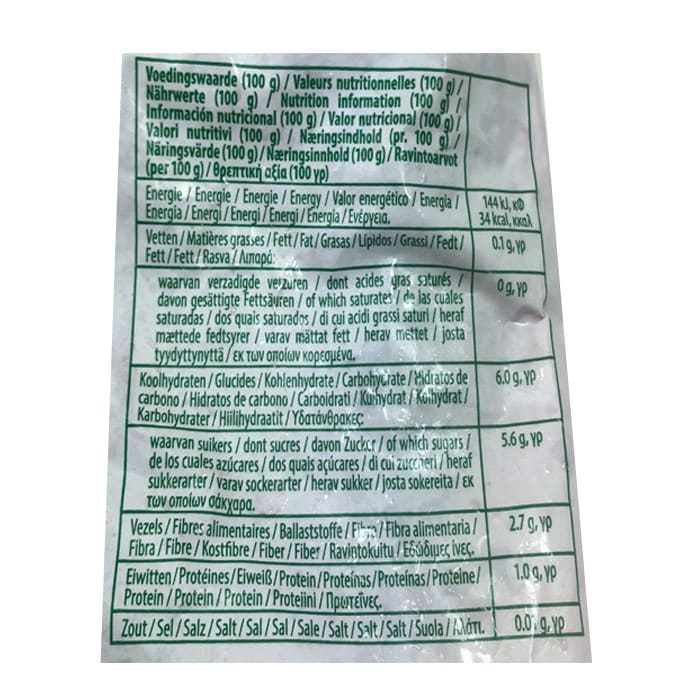 Voedingswaarde (100 g) / Valeurs nutritionnelles (100 g) /
Nährwerte (100 g) / Nutrition information (100 g) /
Información nutricional (100 g) / Valor nutricional (100 g) /
Valori nutritivi (100 g) / Næringsindhold (pr. 100 g) /
Näringsvärde (100 g) / Næringsinnhold (100 g) / Ravintoarvot
(per 100 g) / Θρεπτική αξία (100 γρ)
Energie / Energie / Energie / Energy / Valor energético / Energia /
Energia / Energi / Energi / Energi / Energia / Ενέργεια.
144 kJ, κΦ
34 kcal, κκαλ
Vetten / Matières grasses / Fett / Fat / Grasas / Lípidos / Grassi / Fedt /
Fett / Fett / Rasva / Λιπαρά:
0.1 g, γρ
waarvan verzadigde vetzuren / dont acides gras saturés /
davon gesättigte Fettsäuren / of which saturates / de las cuales
saturadas / dos quais saturados / di cui acidi grassi saturi / heraf
mættede fedtsyrer / varav mättat fett / herav mettet / josta
tyydyttynyttä / εκ των οποίων κορεσμένα.
0 g, γρ
Koolhydraten / Glucides / Kohlenhydrate / Carbohydrate / Hidratos de
carbono / Hidratos de carbono / Carboidrati / Kulhydrat / Kolhydrat /
Karbohydrater / Hiilihydraatit / Υδατάνθρακες:
6.0 g, γρ
waarvan suikers / dont sucres / davon Zucker / of which sugars /
de los cuales azúcares / dos quais açúcares / di cui zuccheri / heraf
sukkerarter / varav sockerarter / herav sukker / josta sokereita / εκ
των οποίων σάκχαρα.
5.6 g, γρ
Vezels / Fibres alimentaires / Ballaststoffe / Fibre / Fibra alimentaria /
Fibra / Fibre / Kostfibre / Fiber / Fiber / Ravintokuitu / Εδώδιμες ίνες.
2.7 g, γρ
Eiwitten / Protéines / Eiweiß / Protein / Proteínas / Proteínas / Proteine /
Protein / Protein / Protein / Proteiini / Πρωτεΐνες.
1.0 g, γρ
Zout / Sel / Salz / Salt / Sal / Sal / Sale / Salt / Salt / Salt / Suola / Αλάτι.
g, γρ